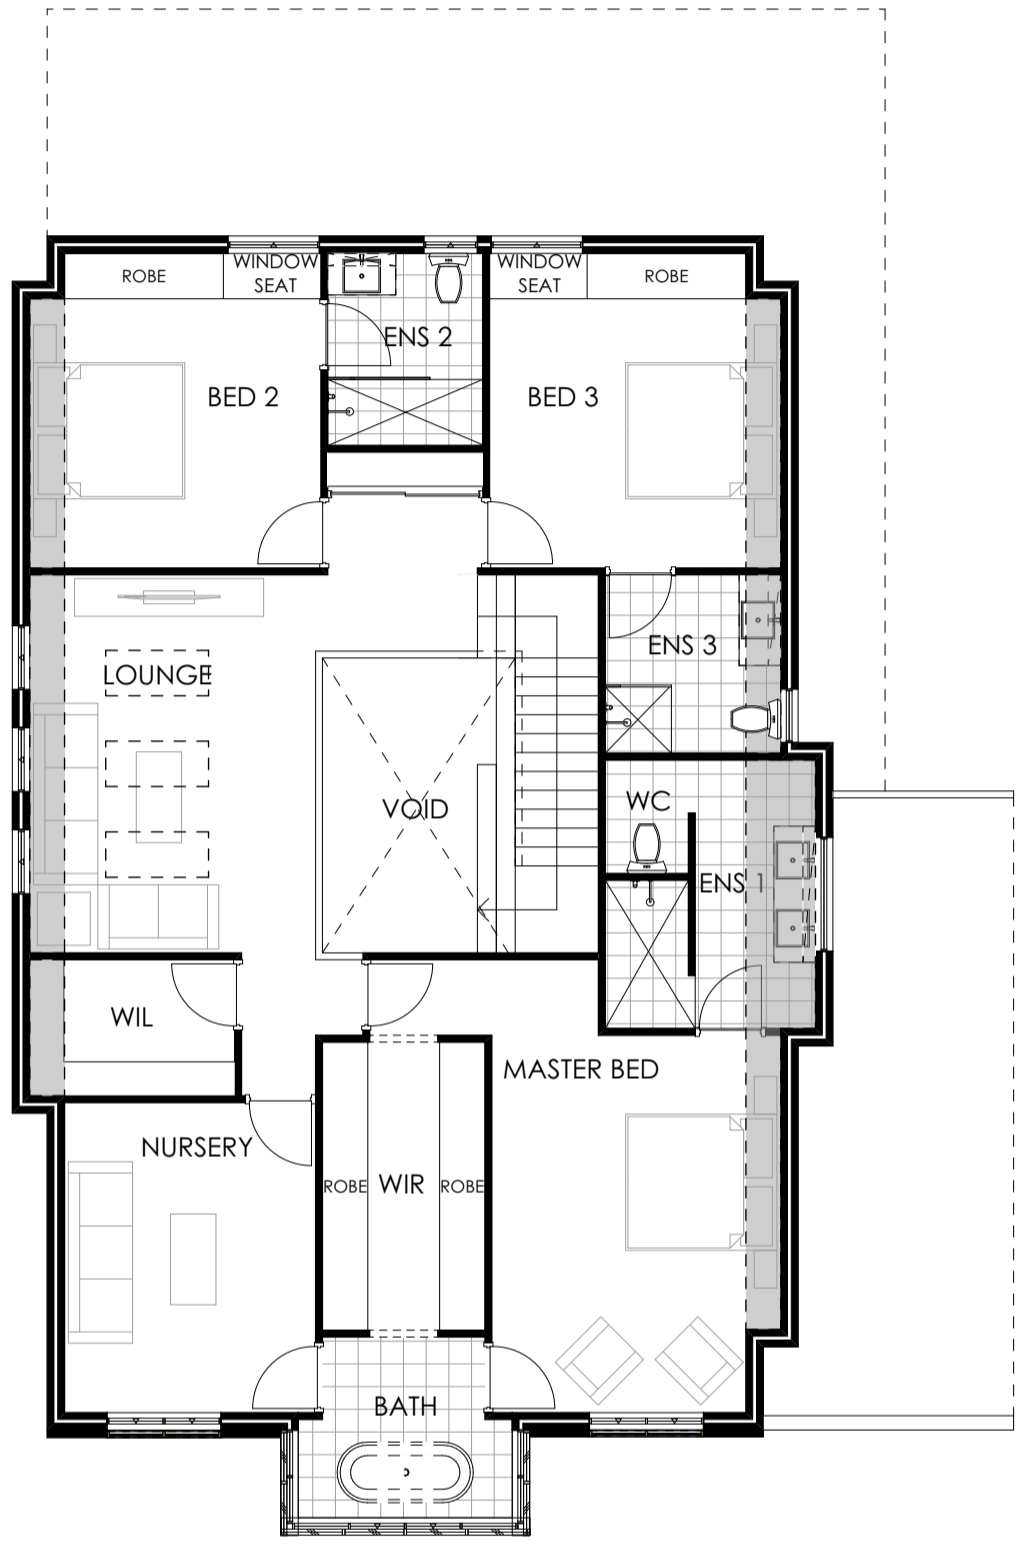 ROBE
WINDOW
SEAT
WINDOW
SEAT
ROBE
ENS 2
BED 2
BED 3
ENS 3
LOUNGE
VOID
WC
ENS 1
WIL
MASTER BED
NURSERY
ROBE
WIR
ROBE
BATH